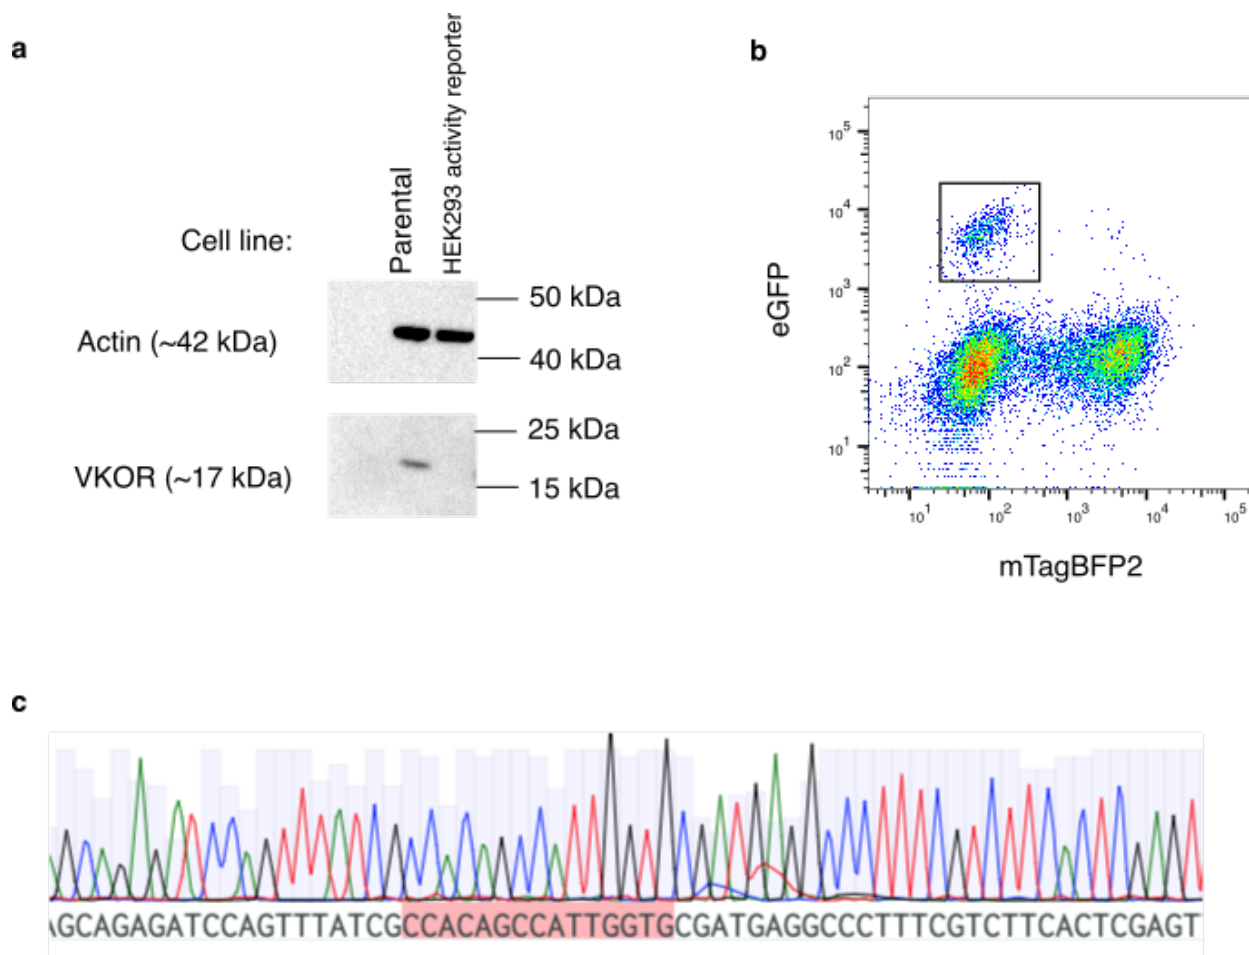 a
Cell line:
Parental
HEK293 activity reporter
50 kDa
Actin (~42 kDa)
40 kDa
25 kDa
VKOR (~17 kDa)
15 kDa
b
eGFP
10⁵
10⁴
10³
10²
10¹
10¹ 10² 10³ 10⁴ 10⁵
mTagBFP2
c
AGCAGAGATCCAGTTTATCGCCACAGCCATTGGTGCGATGAGGCCCTTTCGTCTTCACTCGAGT